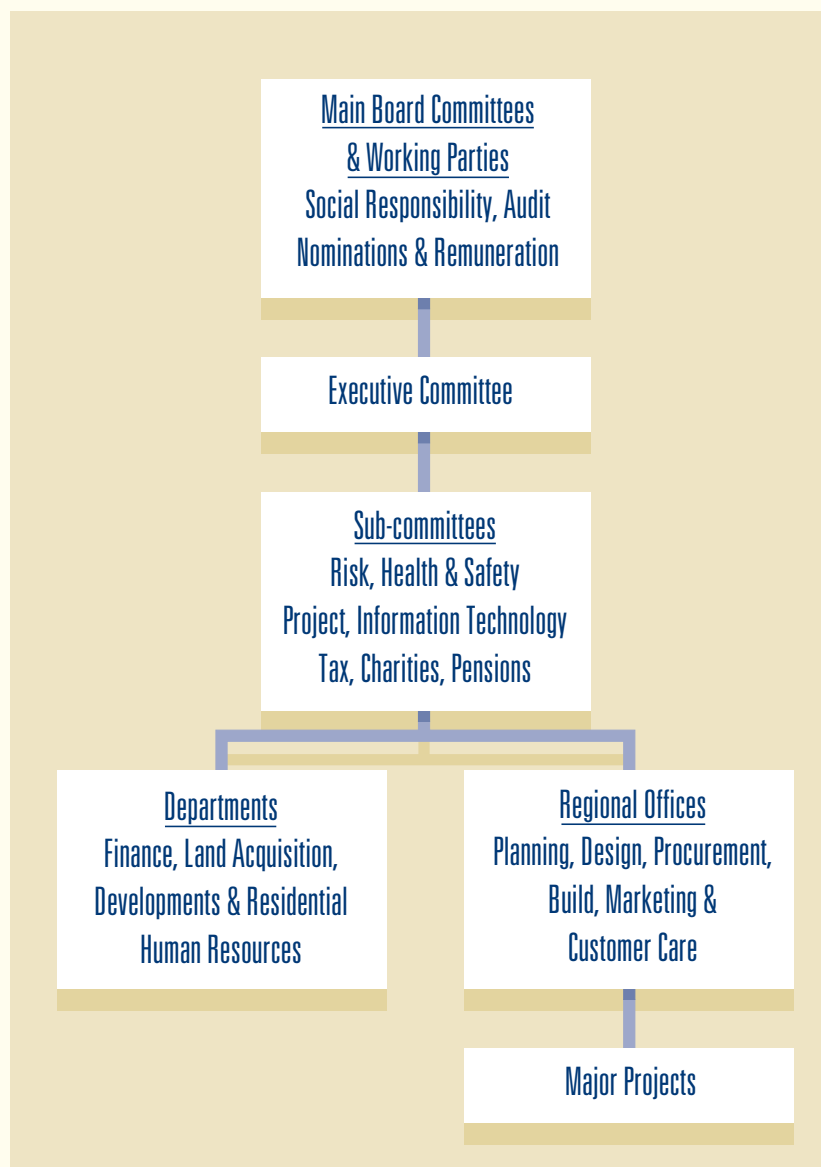 Main Board Committees
& Working Parties
Social Responsibility, Audit
Nominations & Remuneration
Executive Committee
Sub-committees
Risk, Health & Safety
Project, Information Technology
Tax, Charities, Pensions
Departments
Finance, Land Acquisition,
Developments & Residential
Human Resources
Regional Offices
Planning, Design, Procurement,
Build, Marketing &
Customer Care
Major Projects